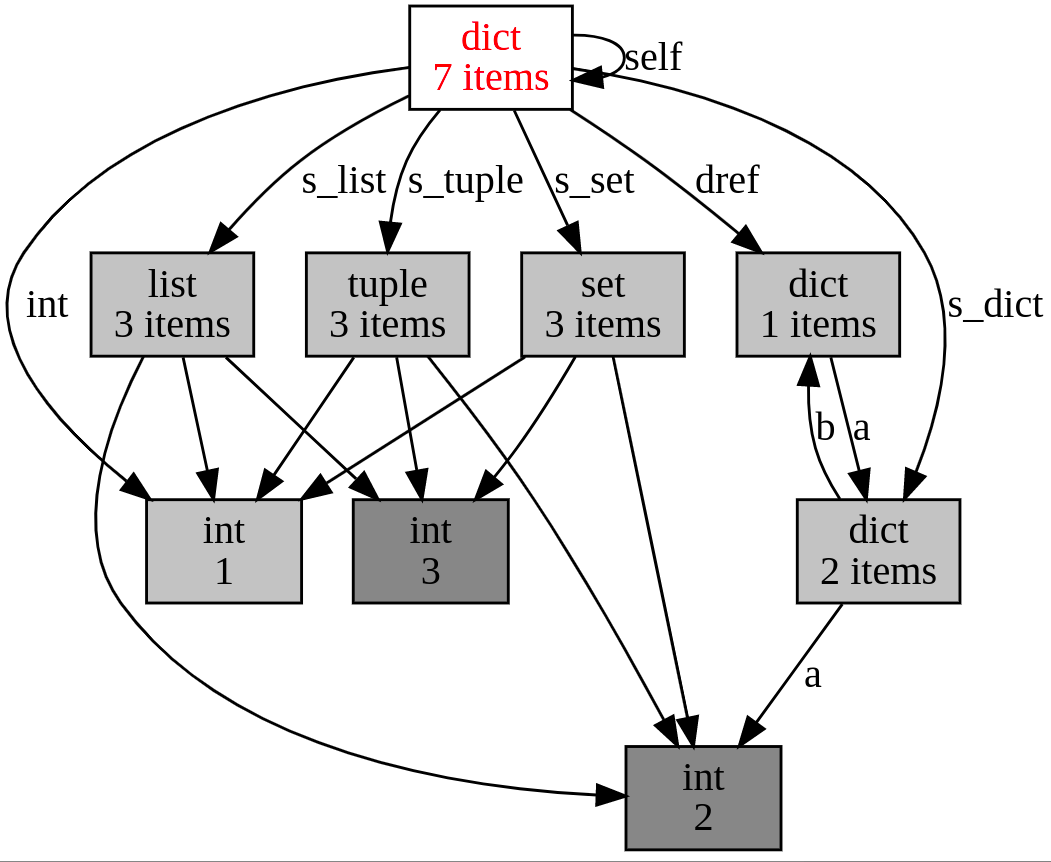 dict
7 items
self
s_list
s_tuple
s_set
dref
int
list
3 items
tuple
3 items
set
3 items
dict
1 items
s_dict
b
a
int
1
int
3
dict
2 items
a
int
2